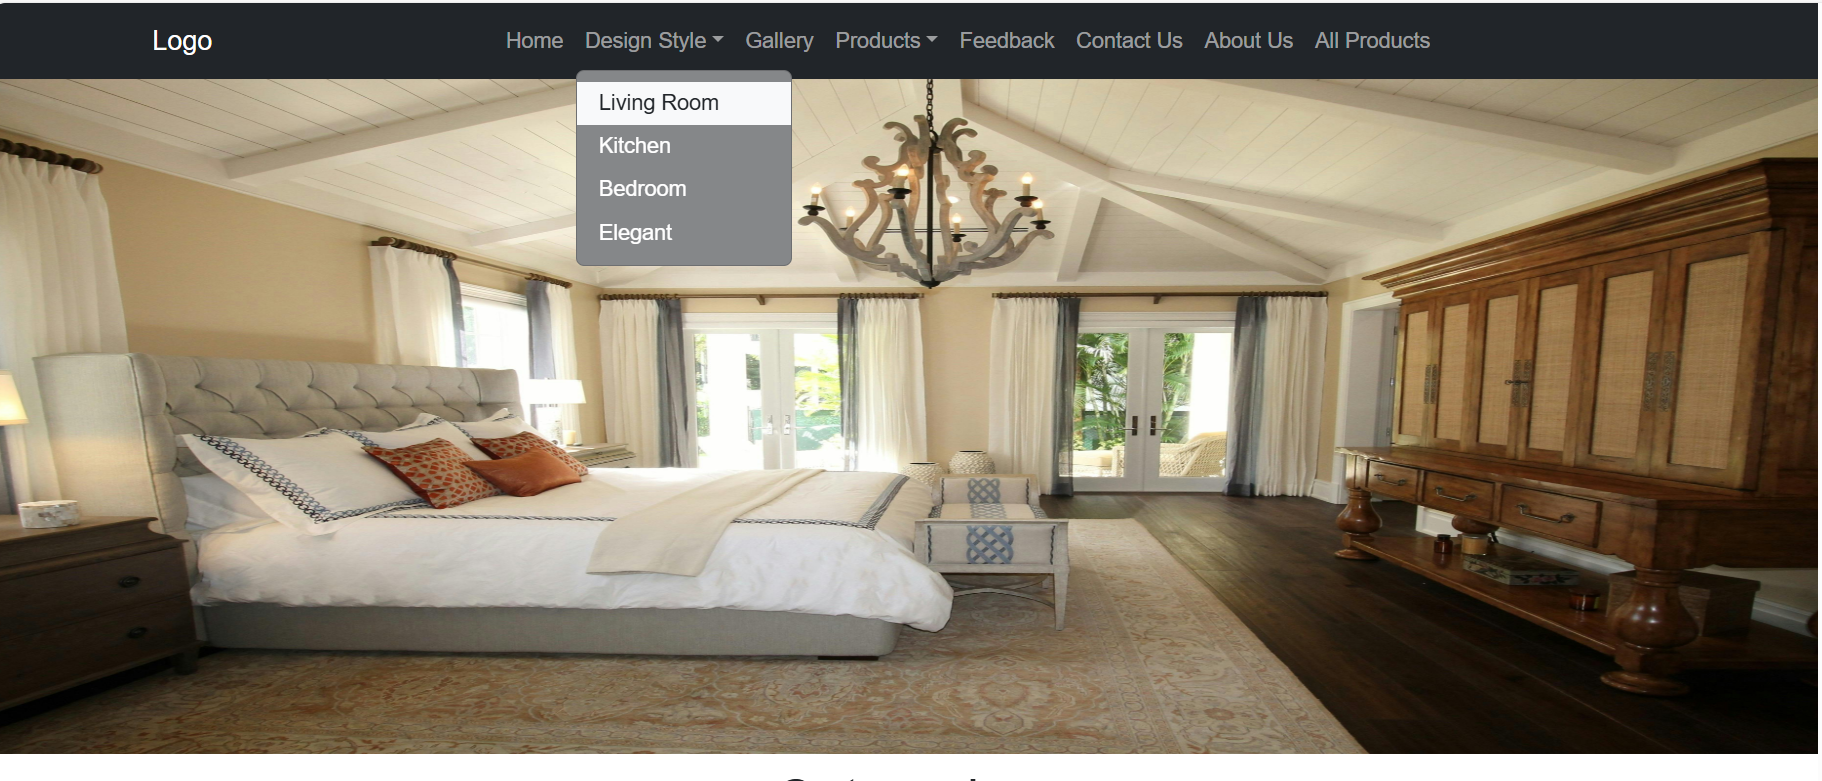 Logo Home Design Style Gallery Products Feedback Contact Us About Us All Products
Living Room
Kitchen
Bedroom
Elegant